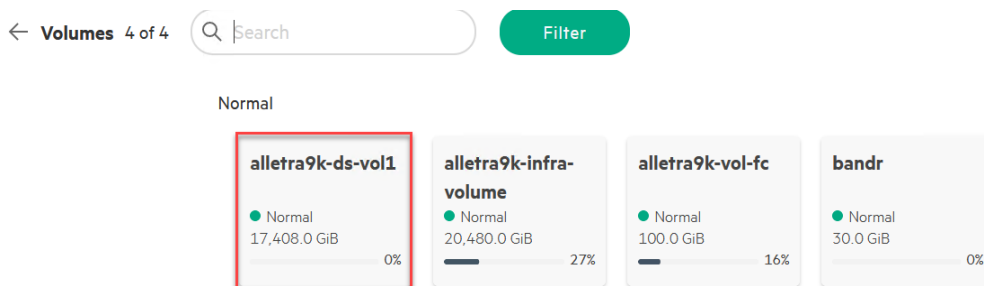 Volumes 4 of 4
Search
Filter
Normal
alletra9k-ds-vol1
Normal
17,408.0 GiB
0%
alletra9k-infra-
volume
Normal
20,480.0 GiB
27%
alletra9k-vol-fc
Normal
100.0 GiB
16%
bandr
Normal
30.0 GiB
0%